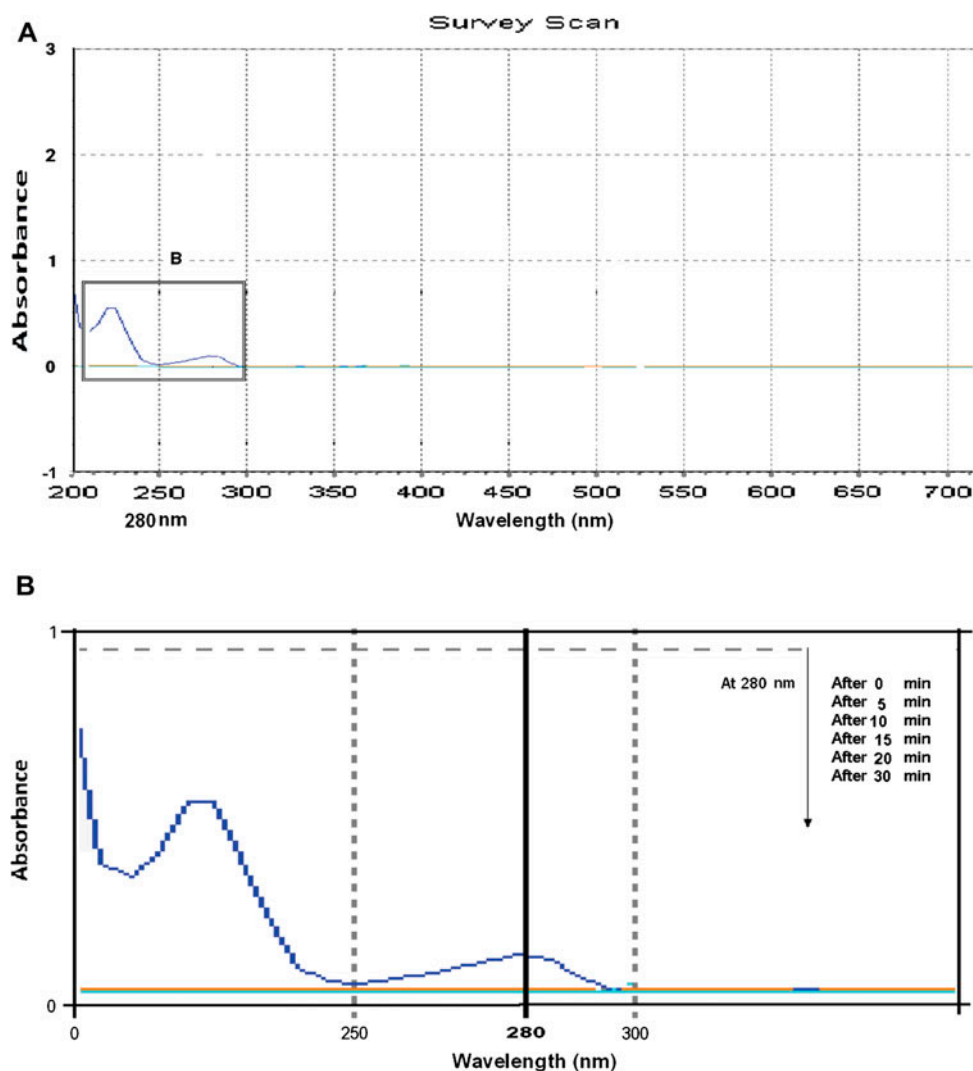 A
Survey Scan
3
2
1
0
-1
Absorbance
B
200 250 300 350 400 450 500 550 600 650 700
280 nm
Wavelength (nm)
B
1
0
Absorbance
At 280 nm
After 0 min
After 5 min
After 10 min
After 15 min
After 20 min
After 30 min
0 250 280 300
Wavelength (nm)